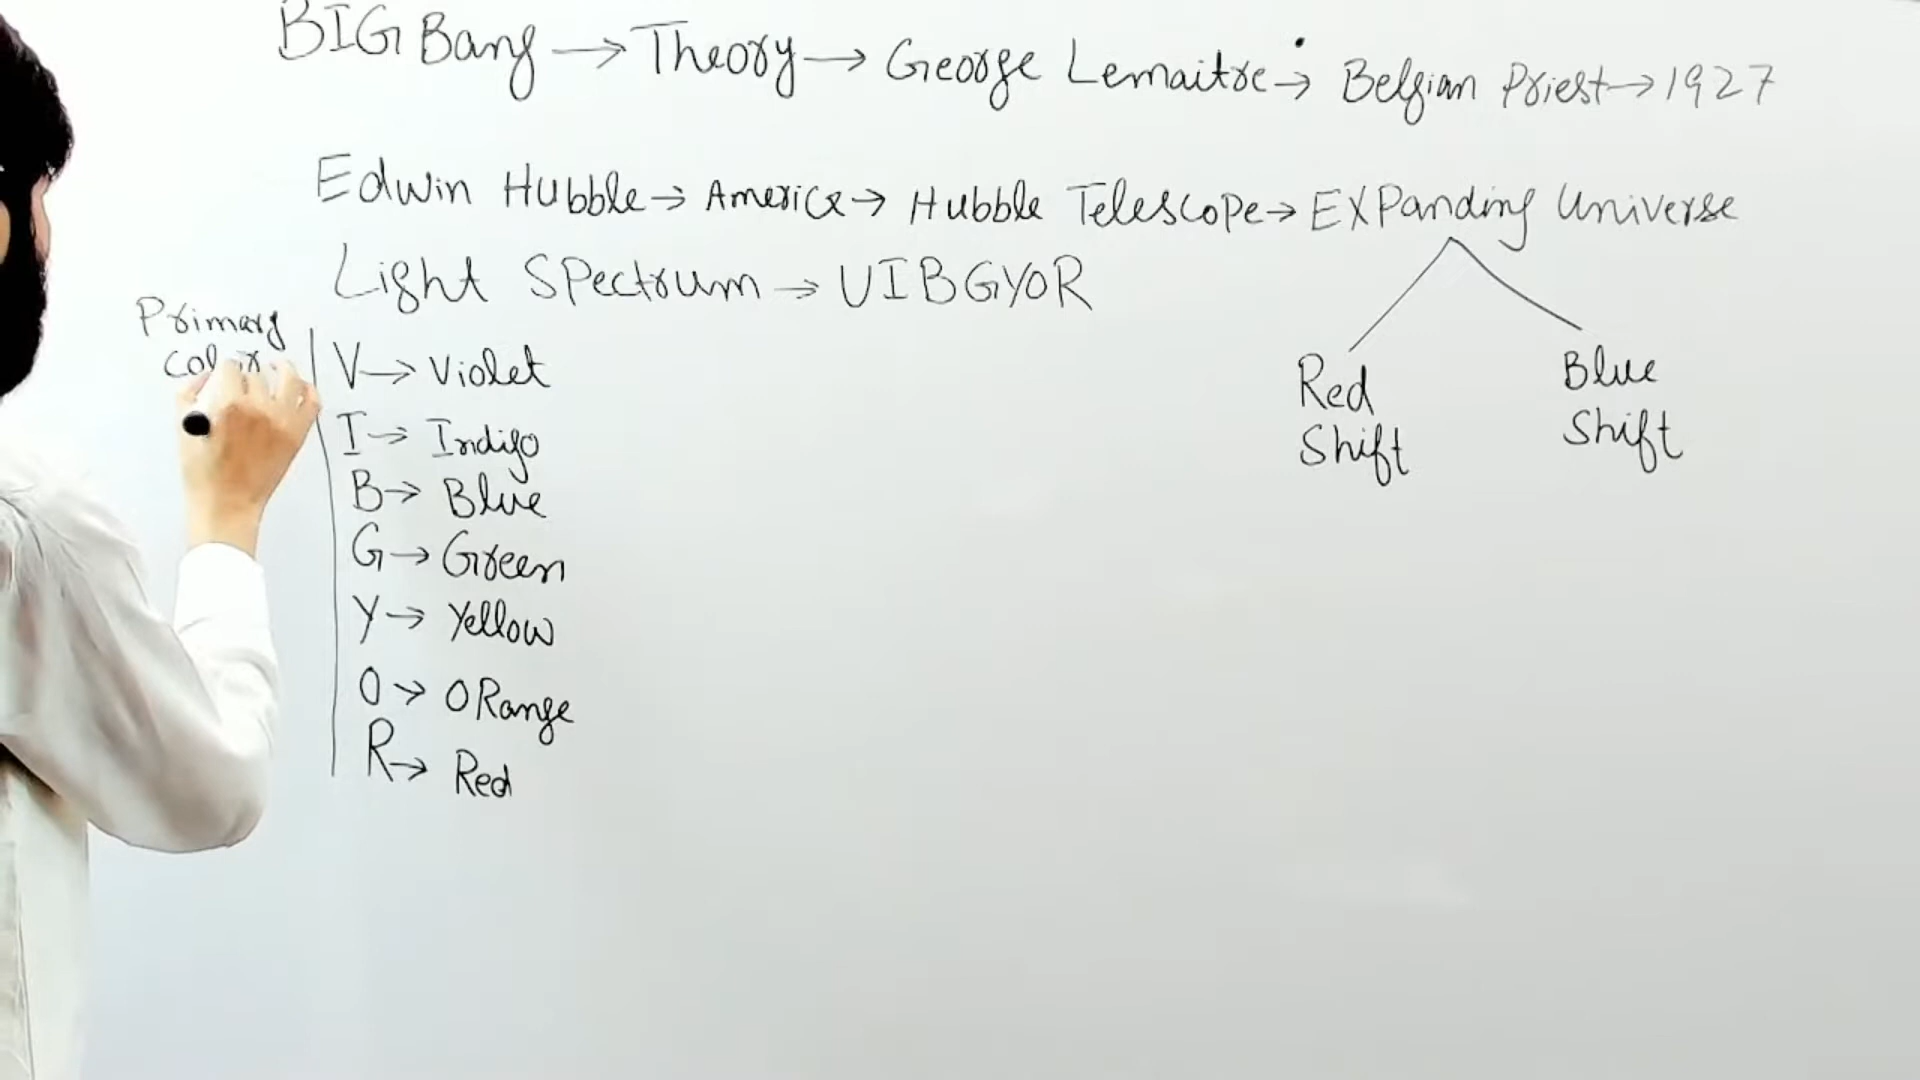 BIG Bang → Theory → George Lemaitre → Belgian Priest → 1927
Edwin Hubble → America → Hubble Telescope → Expanding Universe
Light Spectrum → VIBGYOR
Red Shift
Blue Shift
Primary
V → Violet
I → Indigo
B → Blue
G → Green
Y → Yellow
O → ORange
R → Red